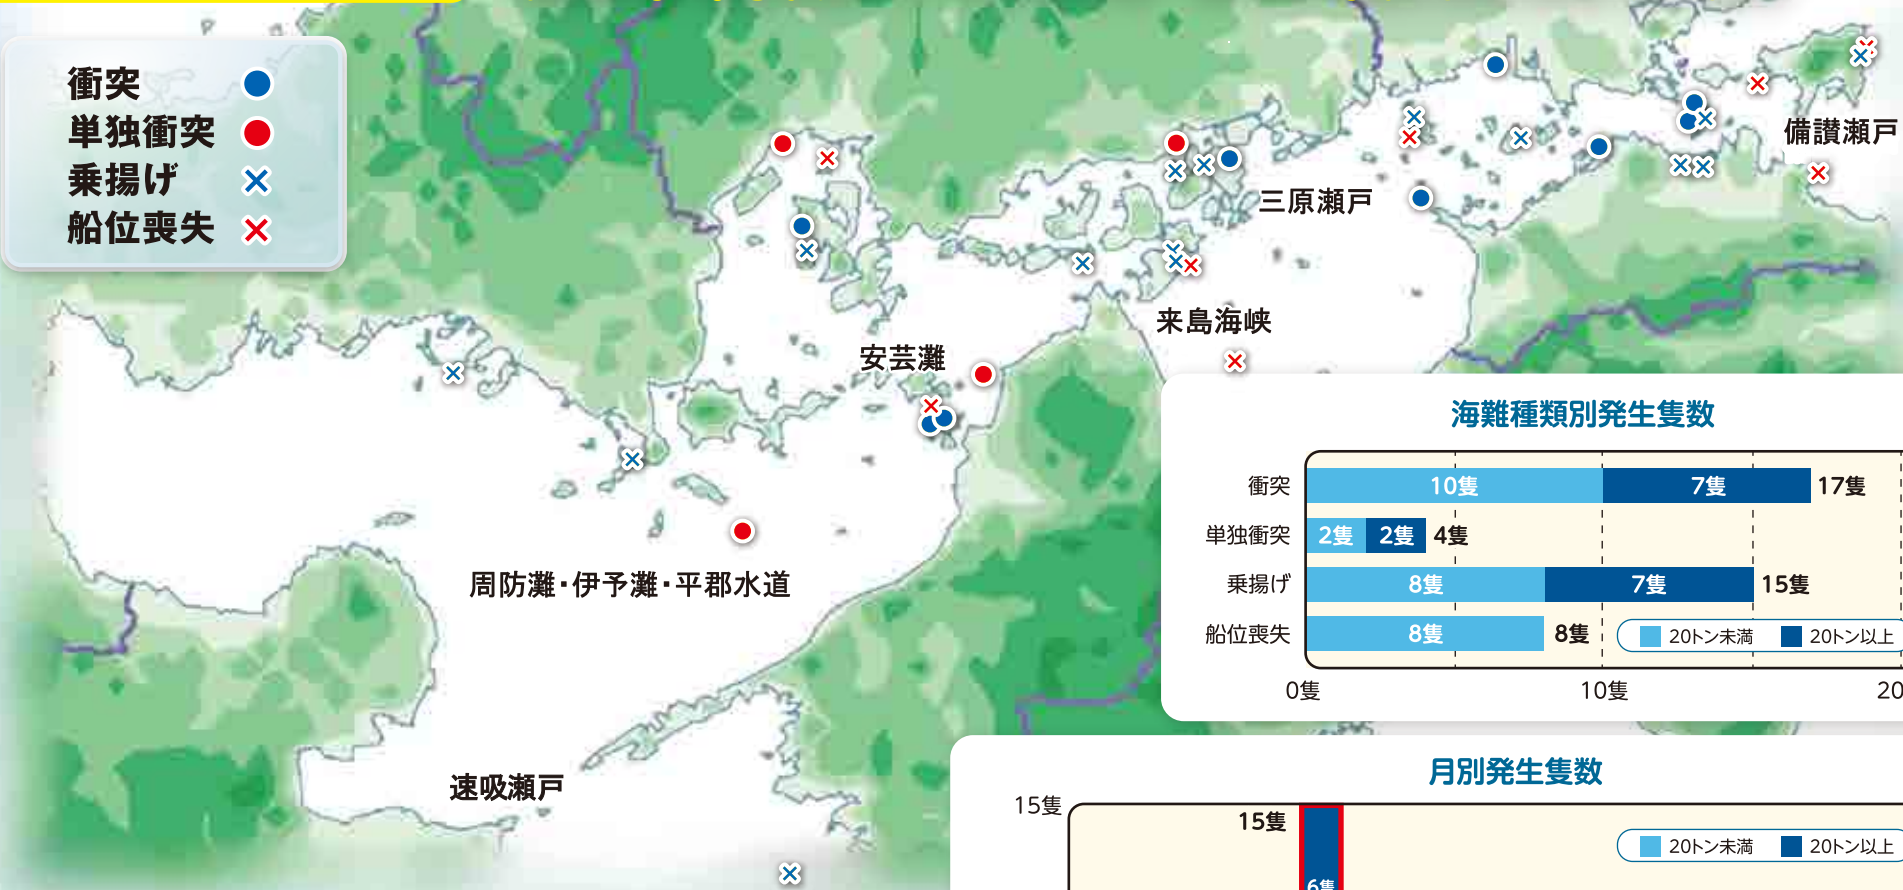 衝突
単独衝突
乗揚げ
船位喪失
備讃瀬戸
三原瀬戸
来島海峡
安芸灘
周防灘・伊予灘・平郡水道
速吸瀬戸
海難種類別発生隻数
衝突 10隻 7隻 17隻
単独衝突 2隻 2隻 4隻
乗揚げ 8隻 7隻 15隻
船位喪失 8隻 8隻
20トン未満 20トン以上
0隻 10隻 20
月別発生隻数
15隻
15隻
20トン未満 20トン以上
6隻